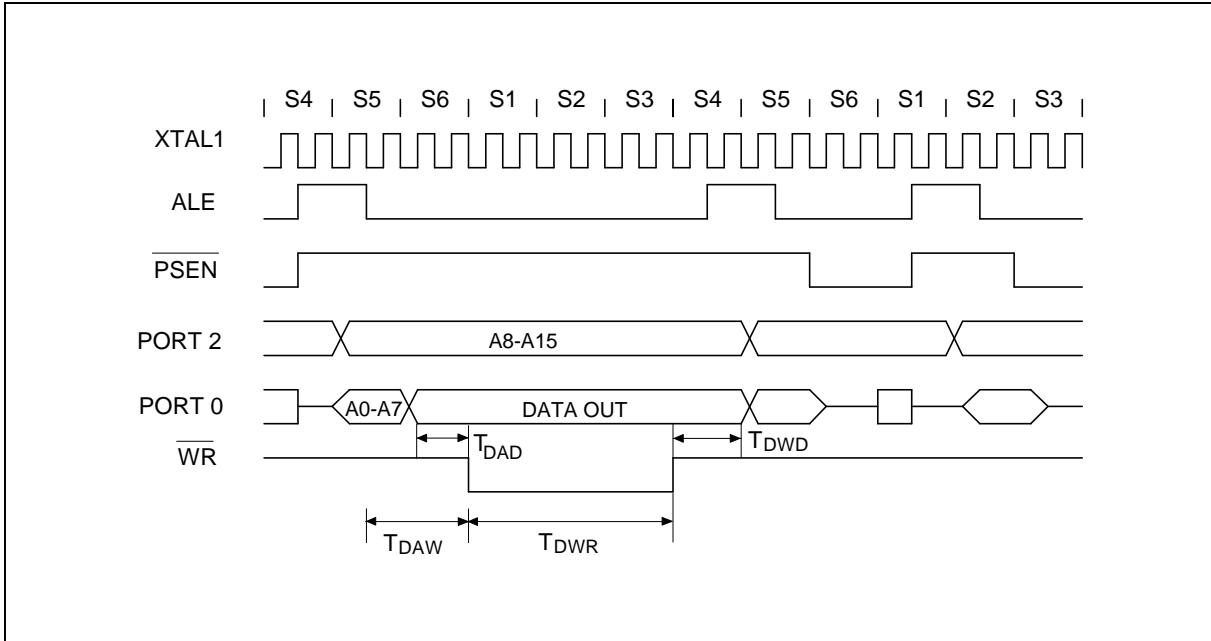 S4 S5 S6 S1 S2 S3 S4 S5 S6 S1 S2 S3
XTAL1
ALE
PSEN
PORT 2 A8-A15
PORT 0 A0-A7 DATA OUT
WR TDAD TDWD
TDAW TDWR